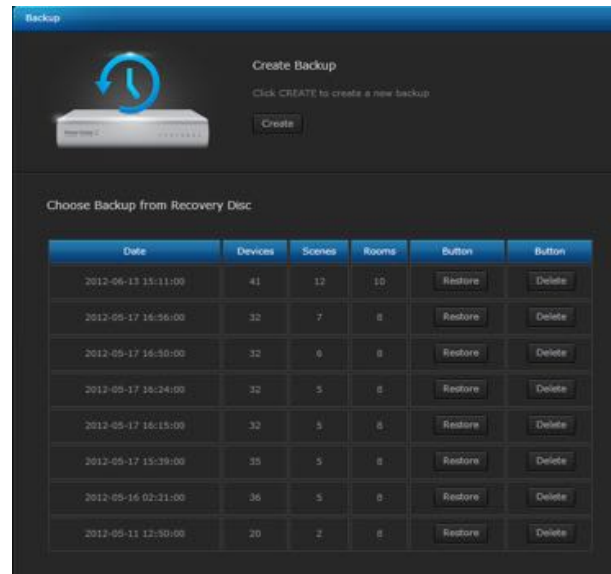 Backup
Create Backup
Click CREATE to create a new backup
Create
Choose Backup from Recovery Disc
Date Devices Scenes Rooms Button Button
2012-06-13 15:11:00 41 12 10 Restore Delete
2012-05-17 16:56:00 32 7 8 Restore Delete
2012-05-17 16:50:00 32 6 8 Restore Delete
2012-05-17 16:24:00 32 5 8 Restore Delete
2012-05-17 16:15:00 32 5 8 Restore Delete
2012-05-17 15:39:00 35 5 8 Restore Delete
2012-05-16 02:21:00 36 5 8 Restore Delete
2012-05-11 12:50:00 20 2 8 Restore Delete